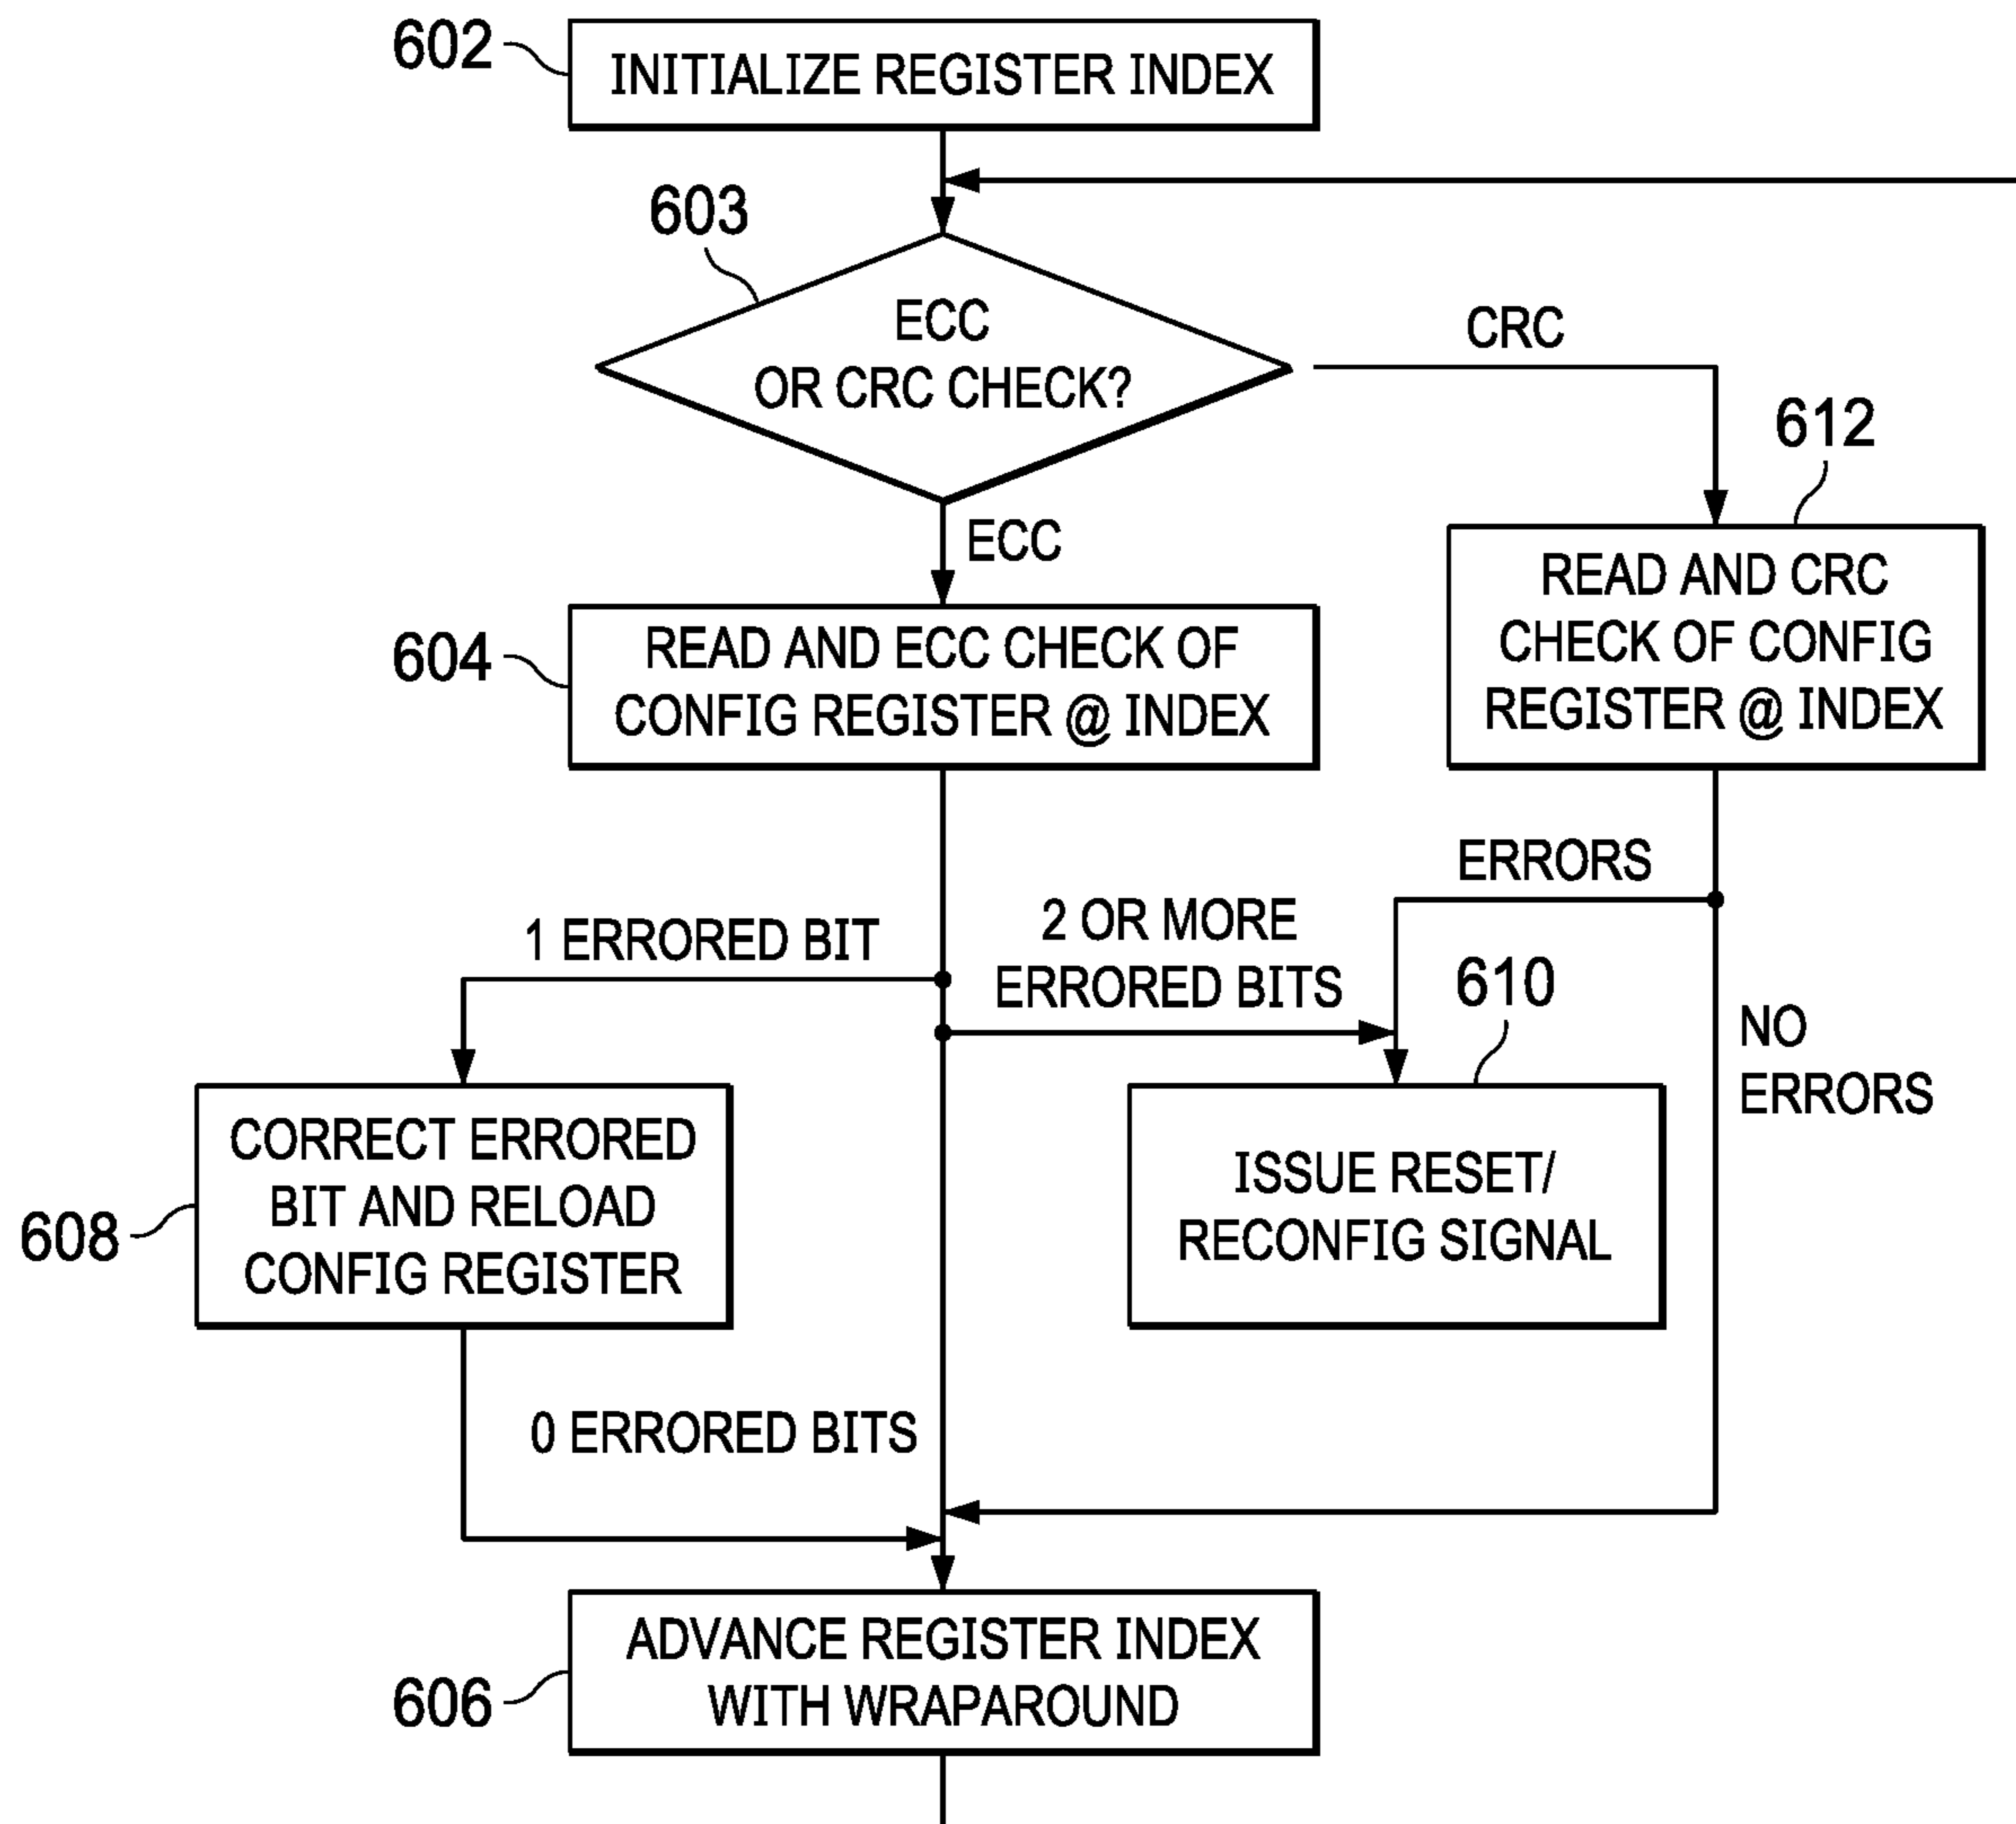 602
INITIALIZE REGISTER INDEX
603
ECC
OR CRC CHECK?
CRC
612
ECC
READ AND CRC
CHECK OF CONFIG
REGISTER @ INDEX
604
READ AND ECC CHECK OF
CONFIG REGISTER @ INDEX
ERRORS
1 ERRORED BIT
2 OR MORE
ERRORED BITS
610
NO
ERRORS
608
CORRECT ERRORED
BIT AND RELOAD
CONFIG REGISTER
ISSUE RESET/
RECONFIG SIGNAL
0 ERRORED BITS
606
ADVANCE REGISTER INDEX
WITH WRAPAROUND